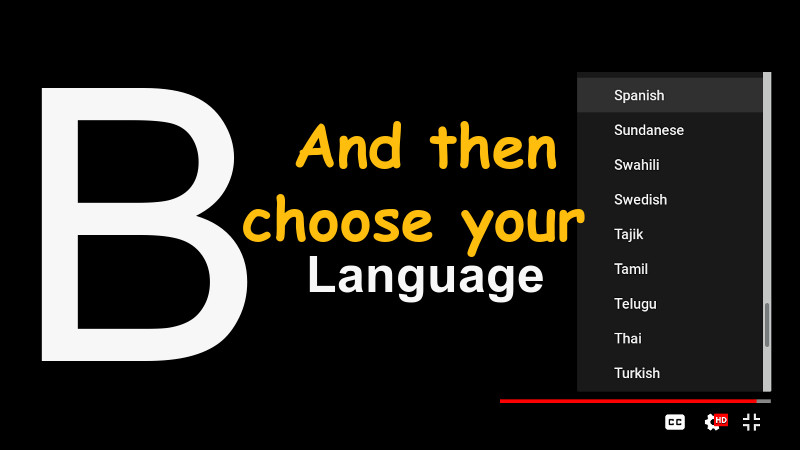 B
And then
choose your
Language
Spanish
Sundanese
Swahili
Swedish
Tajik
Tamil
Telugu
Thai
Turkish
CC
HD